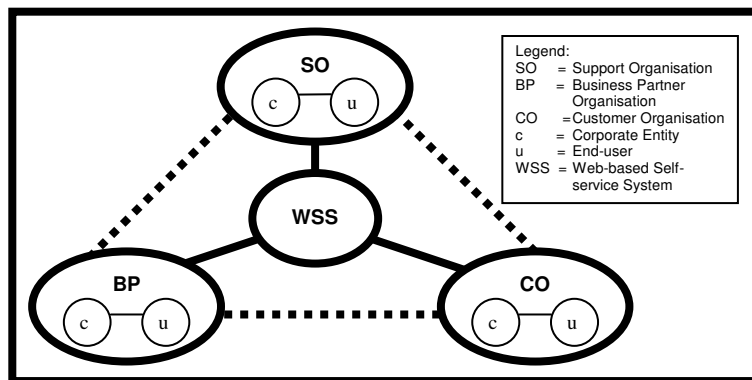 SO
c u
WSS
BP
c u
CO
c u
Legend:
SO = Support Organisation
BP = Business Partner
Organisation
CO =Customer Organisation
c = Corporate Entity
u = End-user
WSS = Web-based Self-
service System